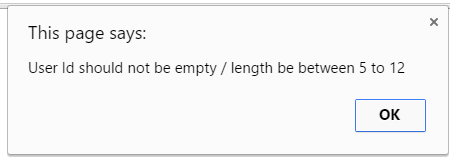 This page says:
User Id should not be empty / length be between 5 to 12
OK